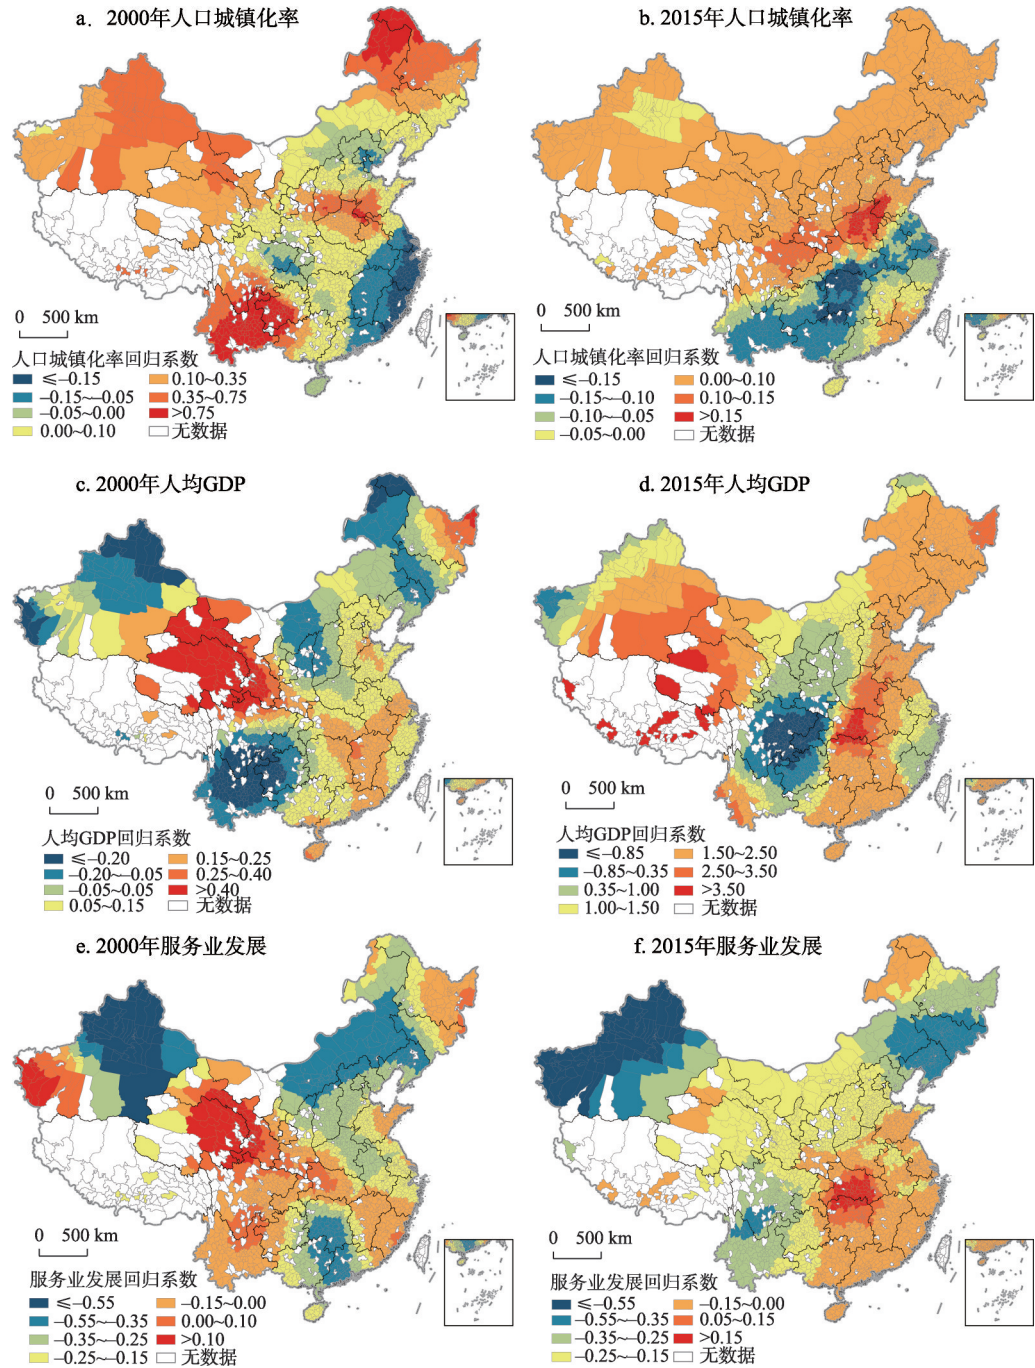 a. 2000年人口城镇化率
b. 2015年人口城镇化率
0 500 km
人口城镇化率回归系数
≤–0.15 0.10~0.35
–0.15~–0.05 0.35~0.75
–0.05~0.00 >0.75
0.00~0.10 无数据
0 500 km
人口城镇化率回归系数
≤–0.15 0.00~0.10
–0.15~–0.10 0.10~0.15
–0.10~–0.05 >0.15
–0.05~0.00 无数据
c. 2000年人均GDP
d. 2015年人均GDP
0 500 km
人均GDP回归系数
≤–0.20 0.15~0.25
–0.20~–0.05 0.25~0.40
–0.05~0.05 >0.40
0.05~0.15 无数据
0 500 km
人均GDP回归系数
≤–0.85 1.50~2.50
–0.85~0.35 2.50~3.50
0.35~1.00 >3.50
1.00~1.50 无数据
e. 2000年服务业发展
f. 2015年服务业发展
0 500 km
服务业发展回归系数
≤–0.55 –0.15~0.00
–0.55~–0.35 0.00~0.10
–0.35~–0.25 >0.10
–0.25~–0.15 无数据
0 500 km
服务业发展回归系数
≤–0.55 –0.15~0.00
–0.55~–0.35 0.05~0.15
–0.35~–0.25 >0.15
–0.25~–0.15 无数据